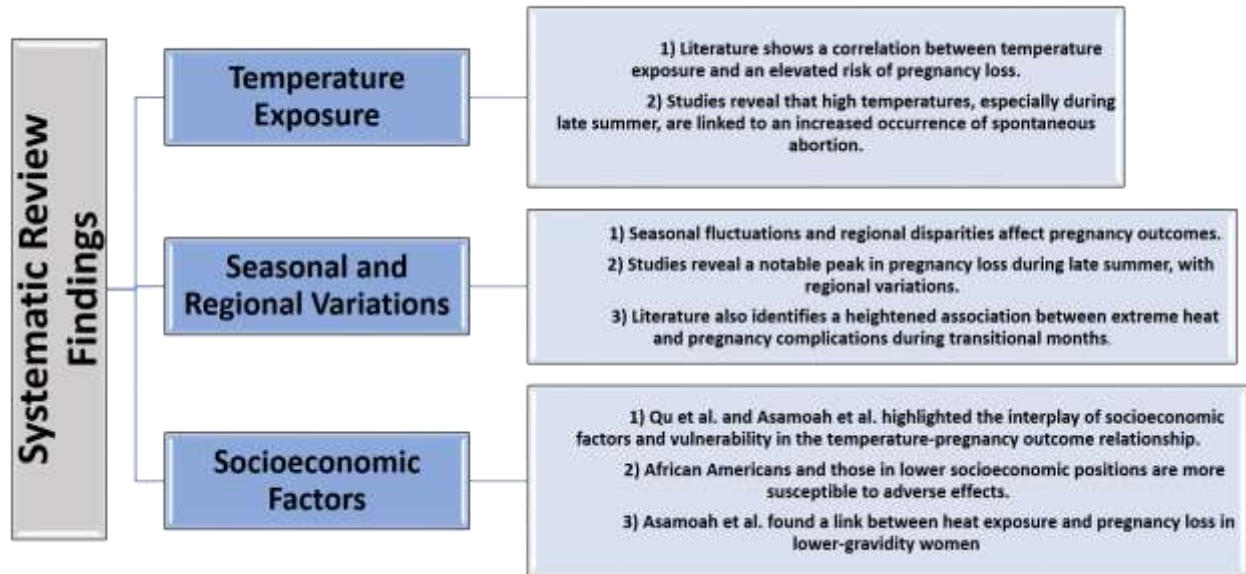 Systematic Review
Findings
Temperature
Exposure
1) Literature shows a correlation between temperature
exposure and an elevated risk of pregnancy loss.
2) Studies reveal that high temperatures, especially during
late summer, are linked to an increased occurrence of spontaneous
abortion.
Seasonal and
Regional Variations
1) Seasonal fluctuations and regional disparities affect pregnancy outcomes.
2) Studies reveal a notable peak in pregnancy loss during late summer, with
regional variations.
3) Literature also identifies a heightened association between extreme heat
and pregnancy complications during transitional months.
Socioeconomic
Factors
1) Qu et al. and Asamoah et al. highlighted the interplay of socioeconomic
factors and vulnerability in the temperature-pregnancy outcome relationship.
2) African Americans and those in lower socioeconomic positions are more
susceptible to adverse effects.
3) Asamoah et al. found a link between heat exposure and pregnancy loss in
lower-gravidity women